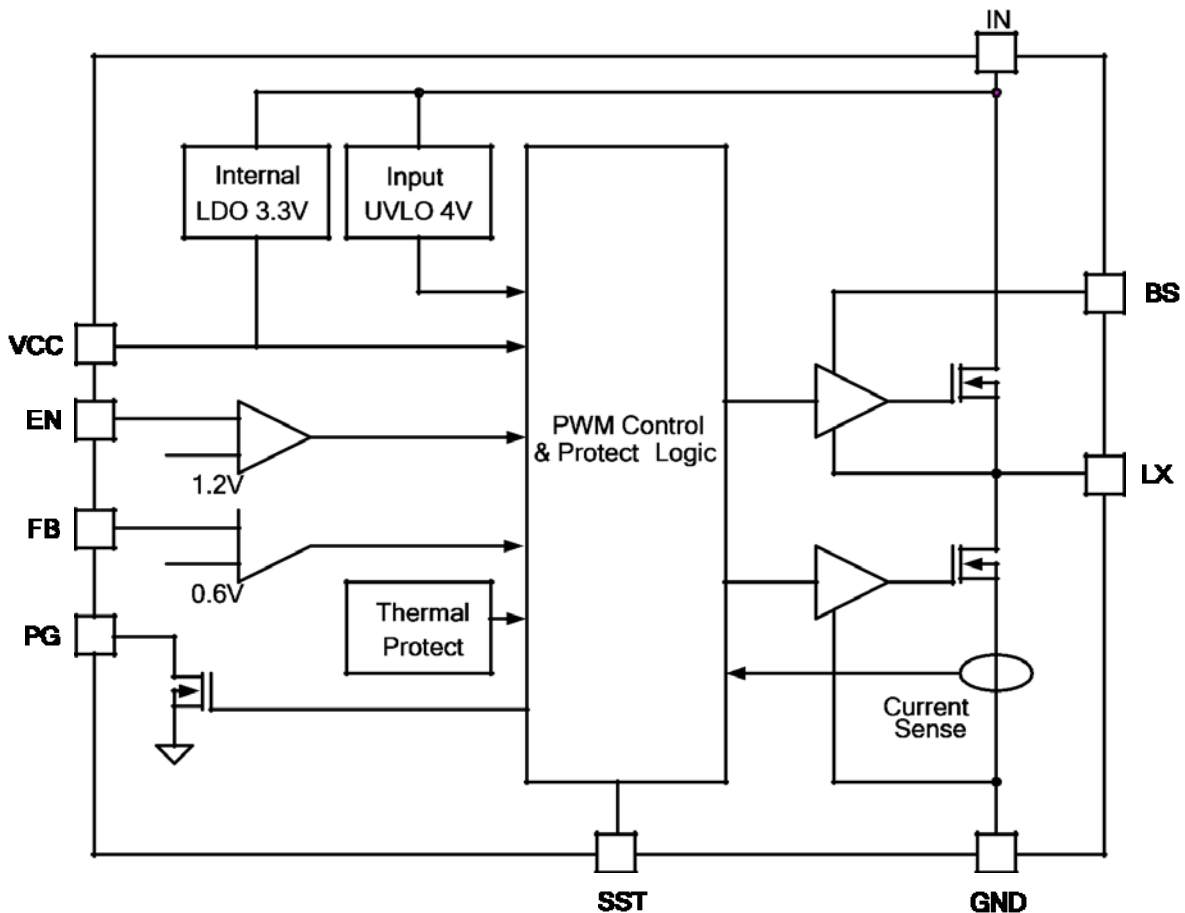 IN
Internal
LDO 3.3V
Input
UVLO 4V
BS
VCC
EN
1.2V
PWM Control
& Protect Logic
LX
FB
0.6V
PG
Thermal
Protect
Current
Sense
SST
GND